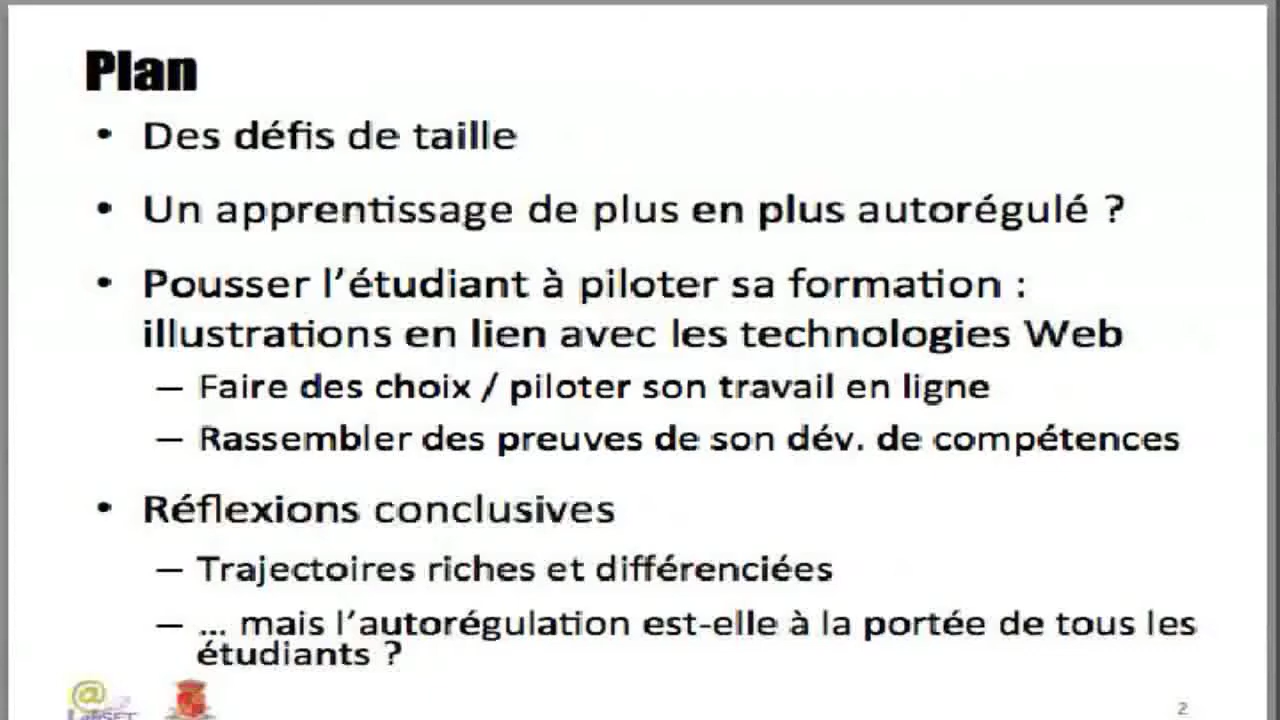 Plan
• Des défis de taille
• Un apprentissage de plus en plus autorégulé ?
• Pousser l’étudiant à piloter sa formation :
illustrations en lien avec les technologies Web
– Faire des choix / piloter son travail en ligne
– Rassembler des preuves de son dév. de compétences
• Réflexions conclusives
– Trajectoires riches et différenciées
– … mais l’autorégulation est-elle à la portée de tous les
étudiants ?
@
LabSET
2